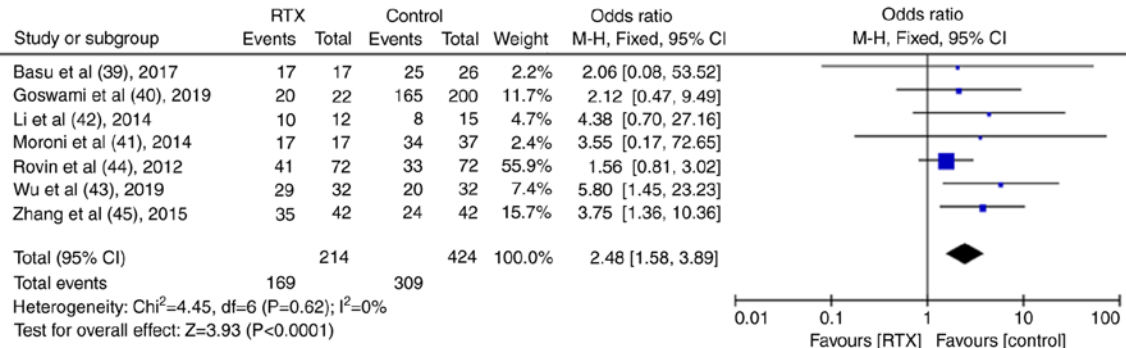 RTX Control Odds ratio Odds ratio
Study or subgroup Events Total Events Total Weight M-H, Fixed, 95% CI M-H, Fixed, 95% CI
Basu et al (39), 2017 17 17 25 26 2.2% 2.06 [0.08, 53.52]
Goswami et al (40), 2019 20 22 165 200 11.7% 2.12 [0.47, 9.49]
Li et al (42), 2014 10 12 8 15 4.7% 4.38 [0.70, 27.16]
Moroni et al (41), 2014 17 17 34 37 2.4% 3.55 [0.17, 72.65]
Rovin et al (44), 2012 41 72 33 72 55.9% 1.56 [0.81, 3.02]
Wu et al (43), 2019 29 32 20 32 7.4% 5.80 [1.45, 23.23]
Zhang et al (45), 2015 35 42 24 42 15.7% 3.75 [1.36, 10.36]
Total (95% CI) 214 424 100.0% 2.48 [1.58, 3.89]
Total events 169 309
Heterogeneity: Chi²=4.45, df=6 (P=0.62); I²=0%
Test for overall effect: Z=3.93 (P<0.0001)
0.01 0.1 1 10 100
Favours [RTX] Favours [control]